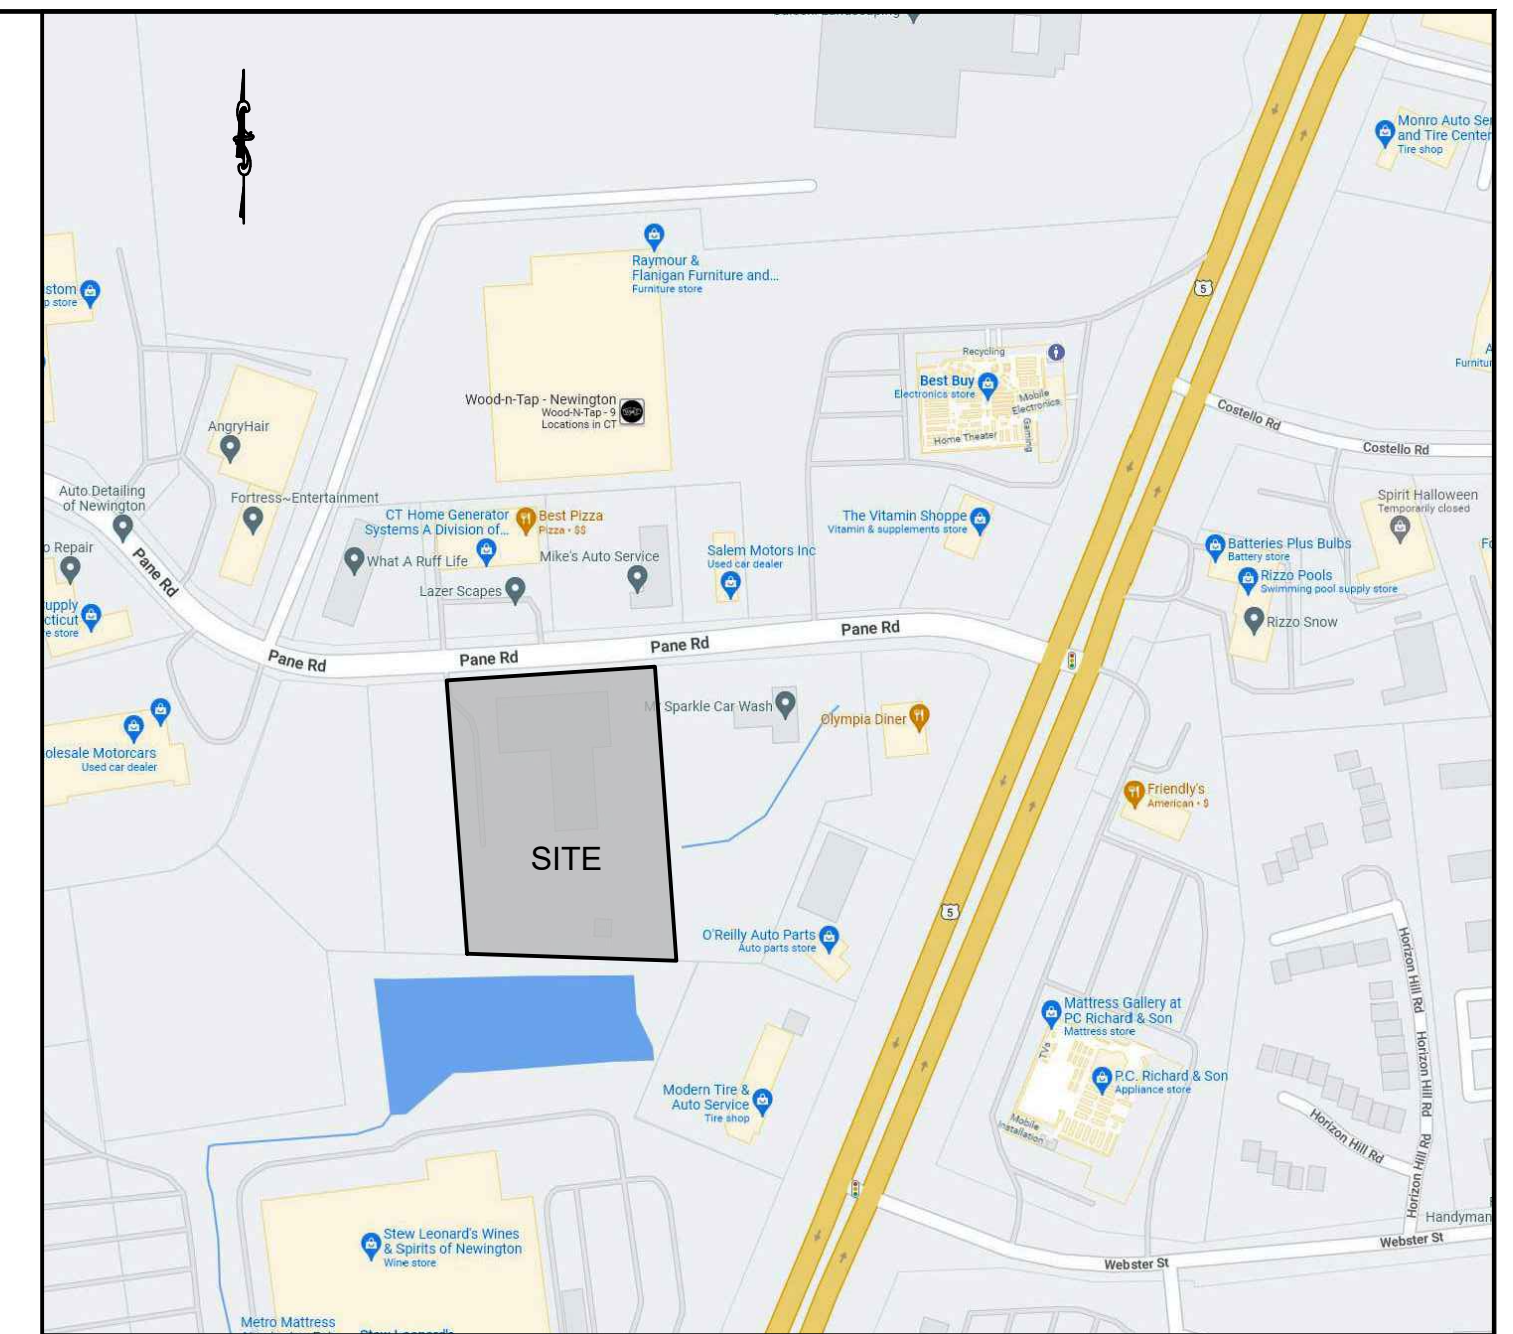 Monro Auto Ser
and Tire Center
Tire shop
Raymour &
Flanigan Furniture and...
Furniture store
stom
p store
5
Recycling
Best Buy
Electronics store
Mobile
Electronics
Gaming
Home Theater
A
Furnitur
Wood-n-Tap - Newington
Wood-N-Tap - 9
Locations in CT
Costello Rd
Costello Rd
AngryHair
Auto Detailing
of Newington
Fortress~Entertainment
Spirit Halloween
Temporarily closed
CT Home Generator
Systems A Division of...
Best Pizza
Pizza • $$
The Vitamin Shoppe
Vitamin & supplements store
o Repair
What A Ruff Life
Mike's Auto Service
Salem Motors Inc
Used car dealer
Batteries Plus Bulbs
Battery store
Pane Rd
Lazer Scapes
Rizzo Pools
Swimming pool supply store
upply
cticut
e store
Rizzo Snow
Pane Rd
Pane Rd
Pane Rd
Pane Rd
Sparkle Car Wash
Olympia Diner
olesale Motorcars
Used car dealer
Friendly's
American • $
SITE
5
O'Reilly Auto Parts
Auto parts store
Horizon Hill Rd
Mattress Gallery at
PC Richard & Son
Mattress store
TVs
Horizon Hill Rd
P.C. Richard & Son
Appliance store
Modern Tire &
Auto Service
Tire shop
Mobile
Installation
Horizon Hill Rd
Horizon Hill Rd
Handyman
Stew Leonard's Wines
& Spirits of Newington
Wine store
Webster St
Webster St
Metro Mattress